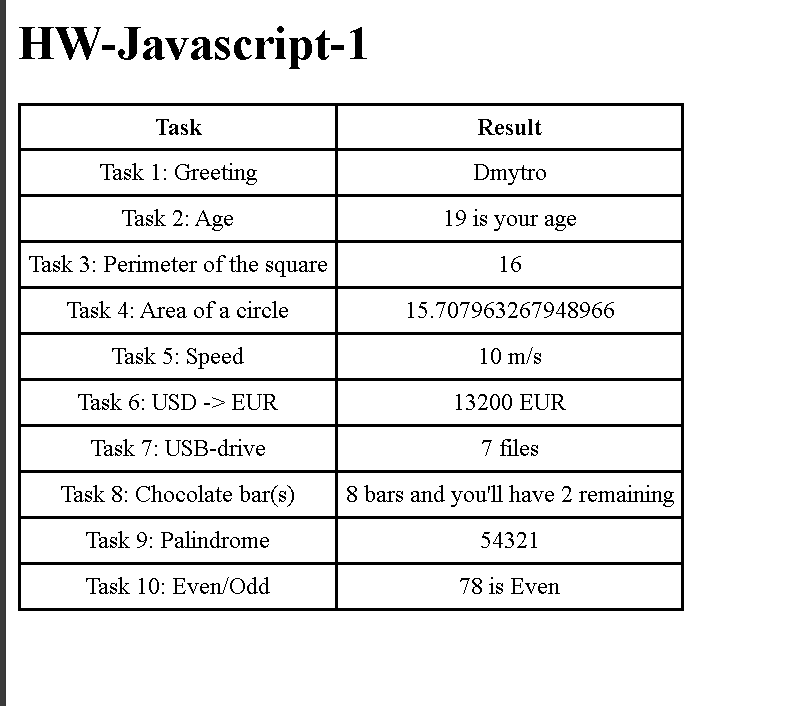 HW-Javascript-1
Task Result
Task 1: Greeting Dmytro
Task 2: Age 19 is your age
Task 3: Perimeter of the square 16
Task 4: Area of a circle 15.707963267948966
Task 5: Speed 10 m/s
Task 6: USD -> EUR 13200 EUR
Task 7: USB-drive 7 files
Task 8: Chocolate bar(s) 8 bars and you'll have 2 remaining
Task 9: Palindrome 54321
Task 10: Even/Odd 78 is Even